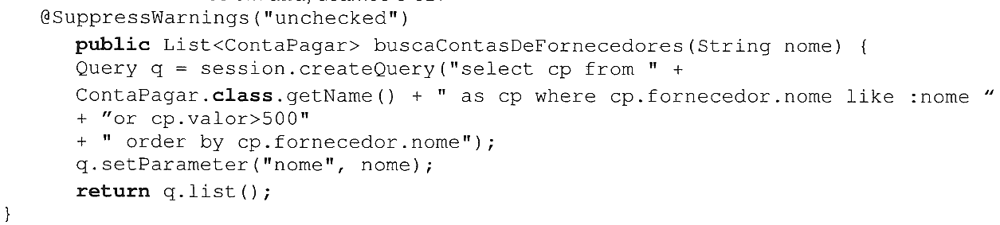 @SuppressWarnings("unchecked")
public List<ContaPagar> buscaContasDeFornecedores(String nome) {
Query q = session.createQuery("select cp from " +
ContaPagar.class.getName() + " as cp where cp.fornecedor.nome like :nome “
+ ”or cp.valor>500"
+ " order by cp.fornecedor.nome");
q.setParameter("nome", nome);
return q.list();
}